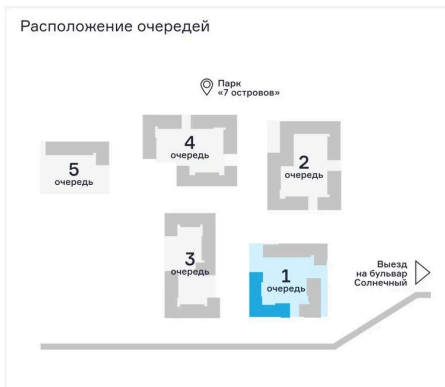 Расположение очередей
Парк
«7 островов»
4
очередь
2
очередь
5
очередь
3
очередь
1
очередь
Выезд
на бульвар
Солнечный